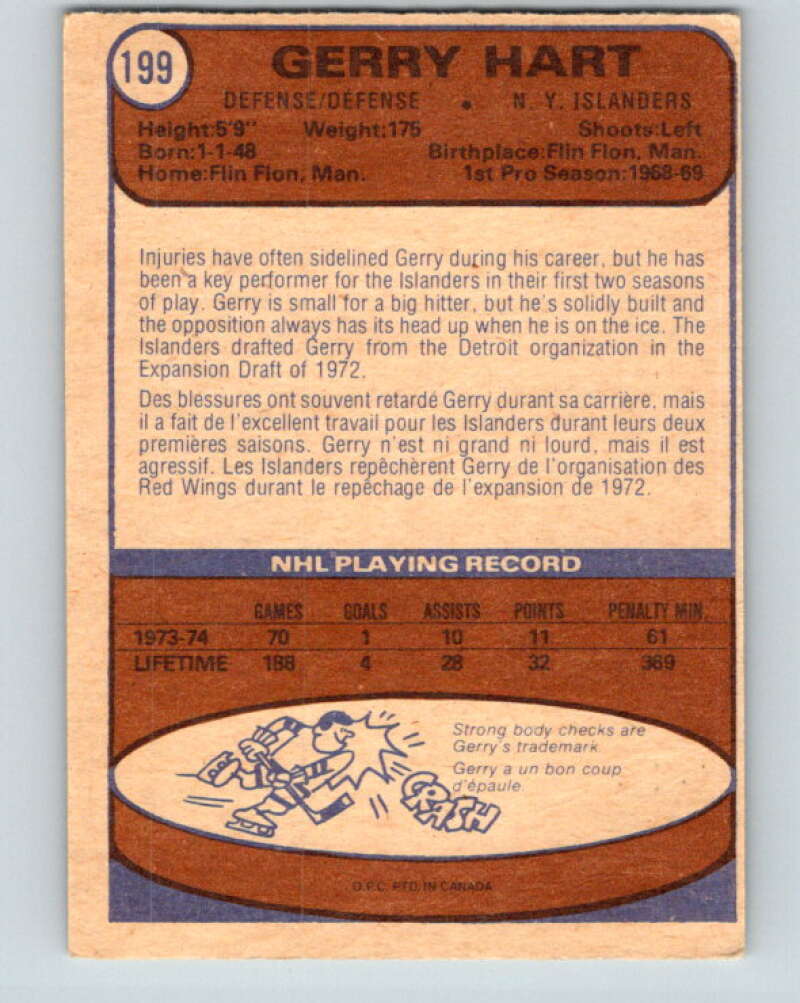 199
GERRY HART
DEFENSE/DÉFENSE • N. Y. ISLANDERS
Height:5'9" Weight:175 Shoots:Left
Born:1-1-48 Birthplace:Flin Flon, Man.
Home:Flin Flon, Man. 1st Pro Season:1968-69
Injuries have often sidelined Gerry during his career, but he has
been a key performer for the Islanders in their first two seasons
of play. Gerry is small for a big hitter, but he's solidly built and
the opposition always has its head up when he is on the ice. The
Islanders drafted Gerry from the Detroit organization in the
Expansion Draft of 1972.
Des blessures ont souvent retardé Gerry durant sa carrière, mais
il a fait de l'excellent travail pour les Islanders durant leurs deux
premières saisons. Gerry n'est ni grand ni lourd, mais il est
agressif. Les Islanders repêchèrent Gerry de l'organisation des
Red Wings durant le repêchage de l'expansion de 1972.
NHL PLAYING RECORD
GAMES GOALS ASSISTS POINTS PENALTY MIN.
1973-74 70 1 10 11 61
LIFETIME 188 4 28 32 369
Strong body checks are
Gerry's trademark.
Gerry a un bon coup
d'épaule.
CRASH
O.P.C. PTD. IN CANADA